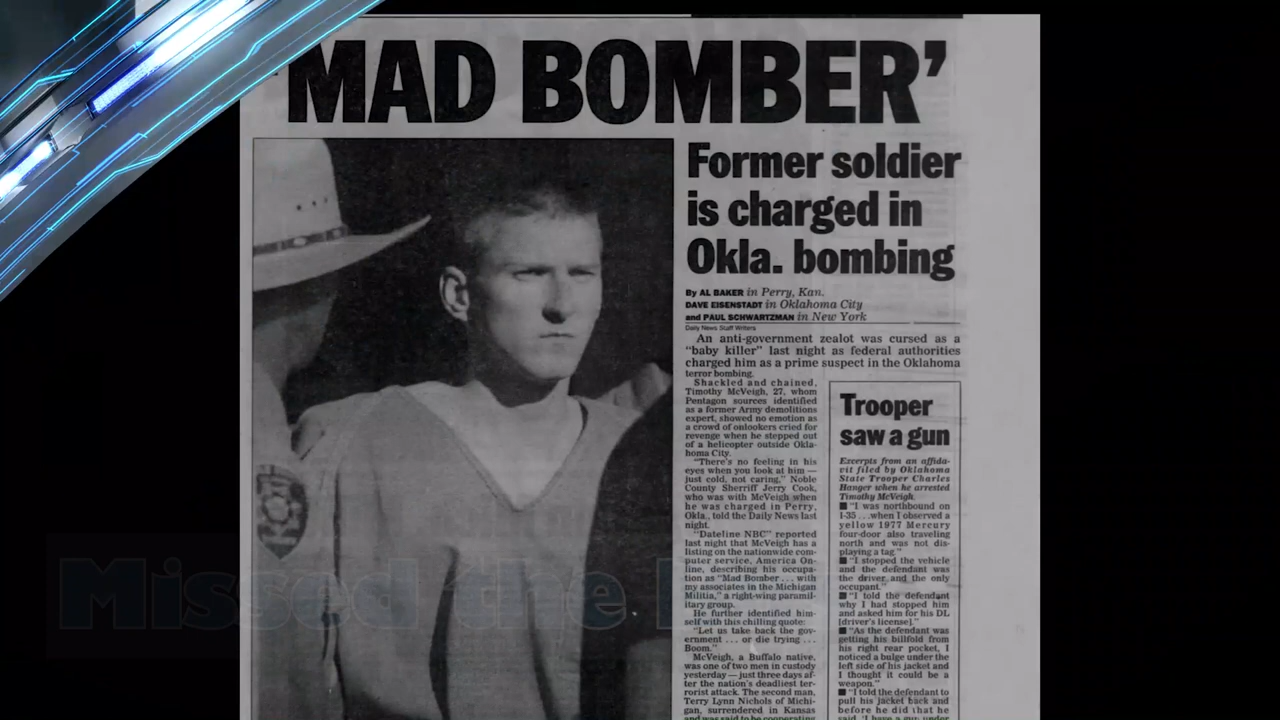 'MAD BOMBER'
Former soldier
is charged in
Okla. bombing
By AL BAKER in Perry, Kan.
DAVE EISENSTADT in Oklahoma City
and PAUL SCHWARTZMAN in New York
Daily News Staff Writers
An anti-government zealot was cursed as a
"baby killer" last night as federal authorities
charged him as a prime suspect in the Oklahoma
terror bombing.
Shackled and chained,
Timothy McVeigh, 27, whom
Pentagon sources identified
as a former Army demolitions
expert, showed no emotion as
a crowd of onlookers cried for
revenge when he stepped out
of a helicopter outside Okla-
homa City.
"There's no feeling in his
eyes when you look at him —
just cold, not caring," Noble
County Sherriff Jerry Cook,
who was with McVeigh when
he was charged in Perry,
Okla., told the Daily News last
night.
"Dateline NBC" reported
last night that McVeigh has a
listing on the nationwide com-
puter service, America On-
line, describing his occupa-
tion as "Mad Bomber . . . with
my associates in the Michigan
Militia," a right-wing paramil-
itary group.
He further identified him-
self with this chilling quote:
"Let us take back the gov-
ernment . . . or die trying . . .
Boom."
McVeigh, a Buffalo native,
was one of two men in custody
yesterday — just three days af-
ter the nation's deadliest ter-
rorist attack. The second man,
Terry Lynn Nichols of Michi-
gan, surrendered in Kansas
and was said to be cooperating
Trooper
saw a gun
Excerpts from an affida-
vit filed by Oklahoma
State Trooper Charles
Hanger when he arrested
Timothy McVeigh.
■ "I was northbound on
I-35 . . . when I observed a
yellow 1977 Mercury
four-door also traveling
north and was not dis-
playing a tag."
■ "I stopped the vehicle
and the defendant was
the driver and the only
occupant."
■ "I told the defendant
why I had stopped him
and asked him for his DL
[driver's license]."
■ "As the defendant was
getting his billfold from
his right rear pocket, I
noticed a bulge under the
left side of his jacket and
I thought it could be a
weapon."
■ "I told the defendant to
pull his jacket back and
before he did that he
said, 'I have a gun under
Missed the